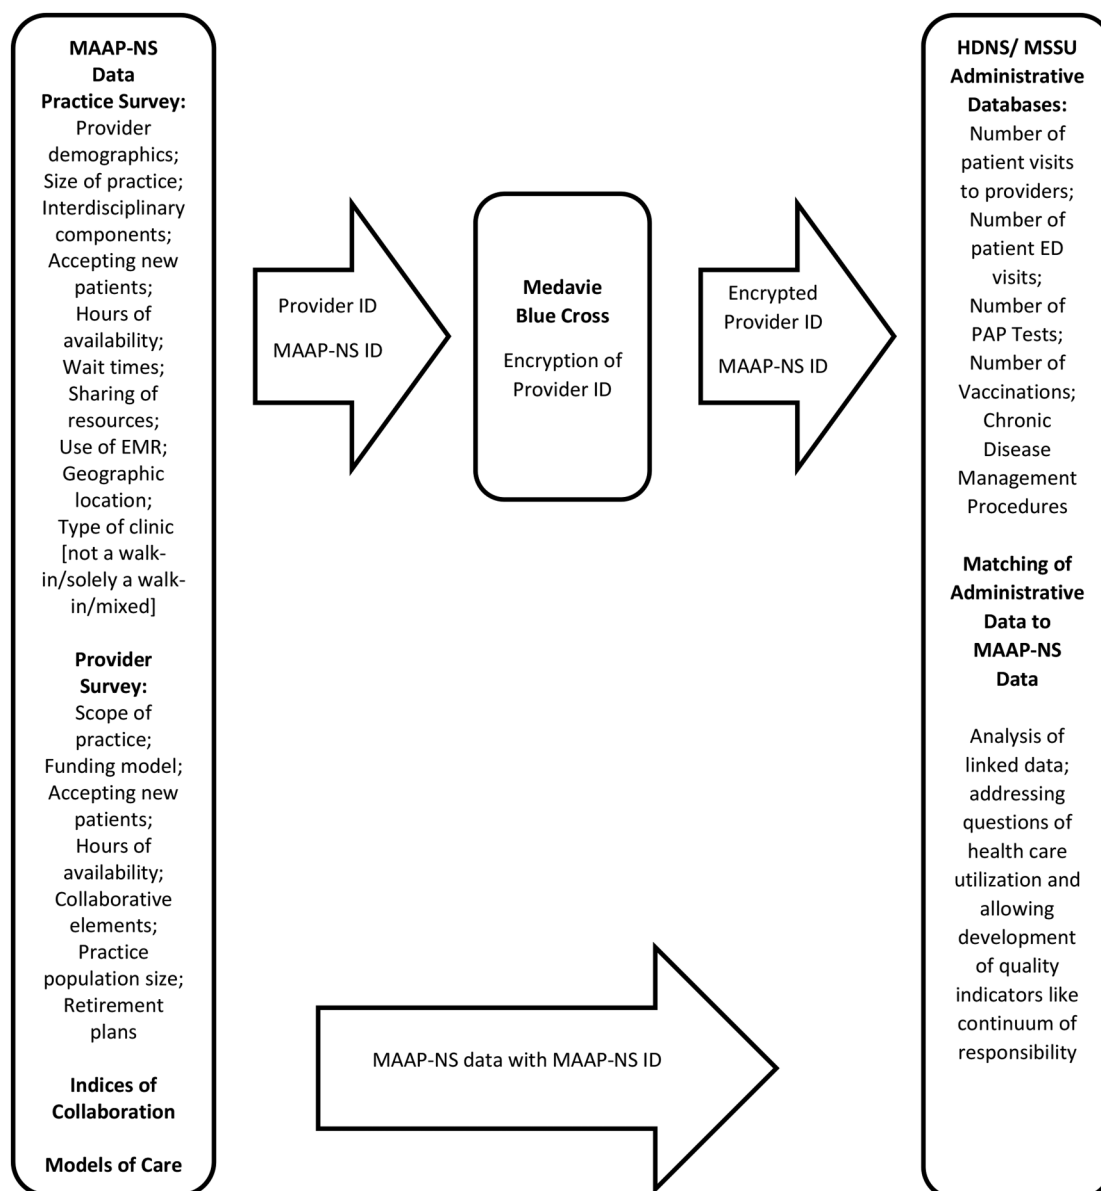 MAAP-NS
Data
Practice Survey:
Provider
demographics;
Size of practice;
Interdisciplinary
components;
Accepting new
patients;
Hours of
availability;
Wait times;
Sharing of
resources;
Use of EMR;
Geographic
location;
Type of clinic
[not a walk-
in/solely a walk-
in/mixed]
Provider
Survey:
Scope of
practice;
Funding model;
Accepting new
patients;
Hours of
availability;
Collaborative
elements;
Practice
population size;
Retirement
plans
Indices of
Collaboration
Models of Care
Provider ID
MAAP-NS ID
Medavie
Blue Cross
Encryption of
Provider ID
Encrypted
Provider ID
MAAP-NS ID
MAAP-NS data with MAAP-NS ID
HDNS/ MSSU
Administrative
Databases:
Number of
patient visits
to providers;
Number of
patient ED
visits;
Number of
PAP Tests;
Number of
Vaccinations;
Chronic
Disease
Management
Procedures
Matching of
Administrative
Data to
MAAP-NS
Data
Analysis of
linked data;
addressing
questions of
health care
utilization and
allowing
development
of quality
indicators like
continuum of
responsibility